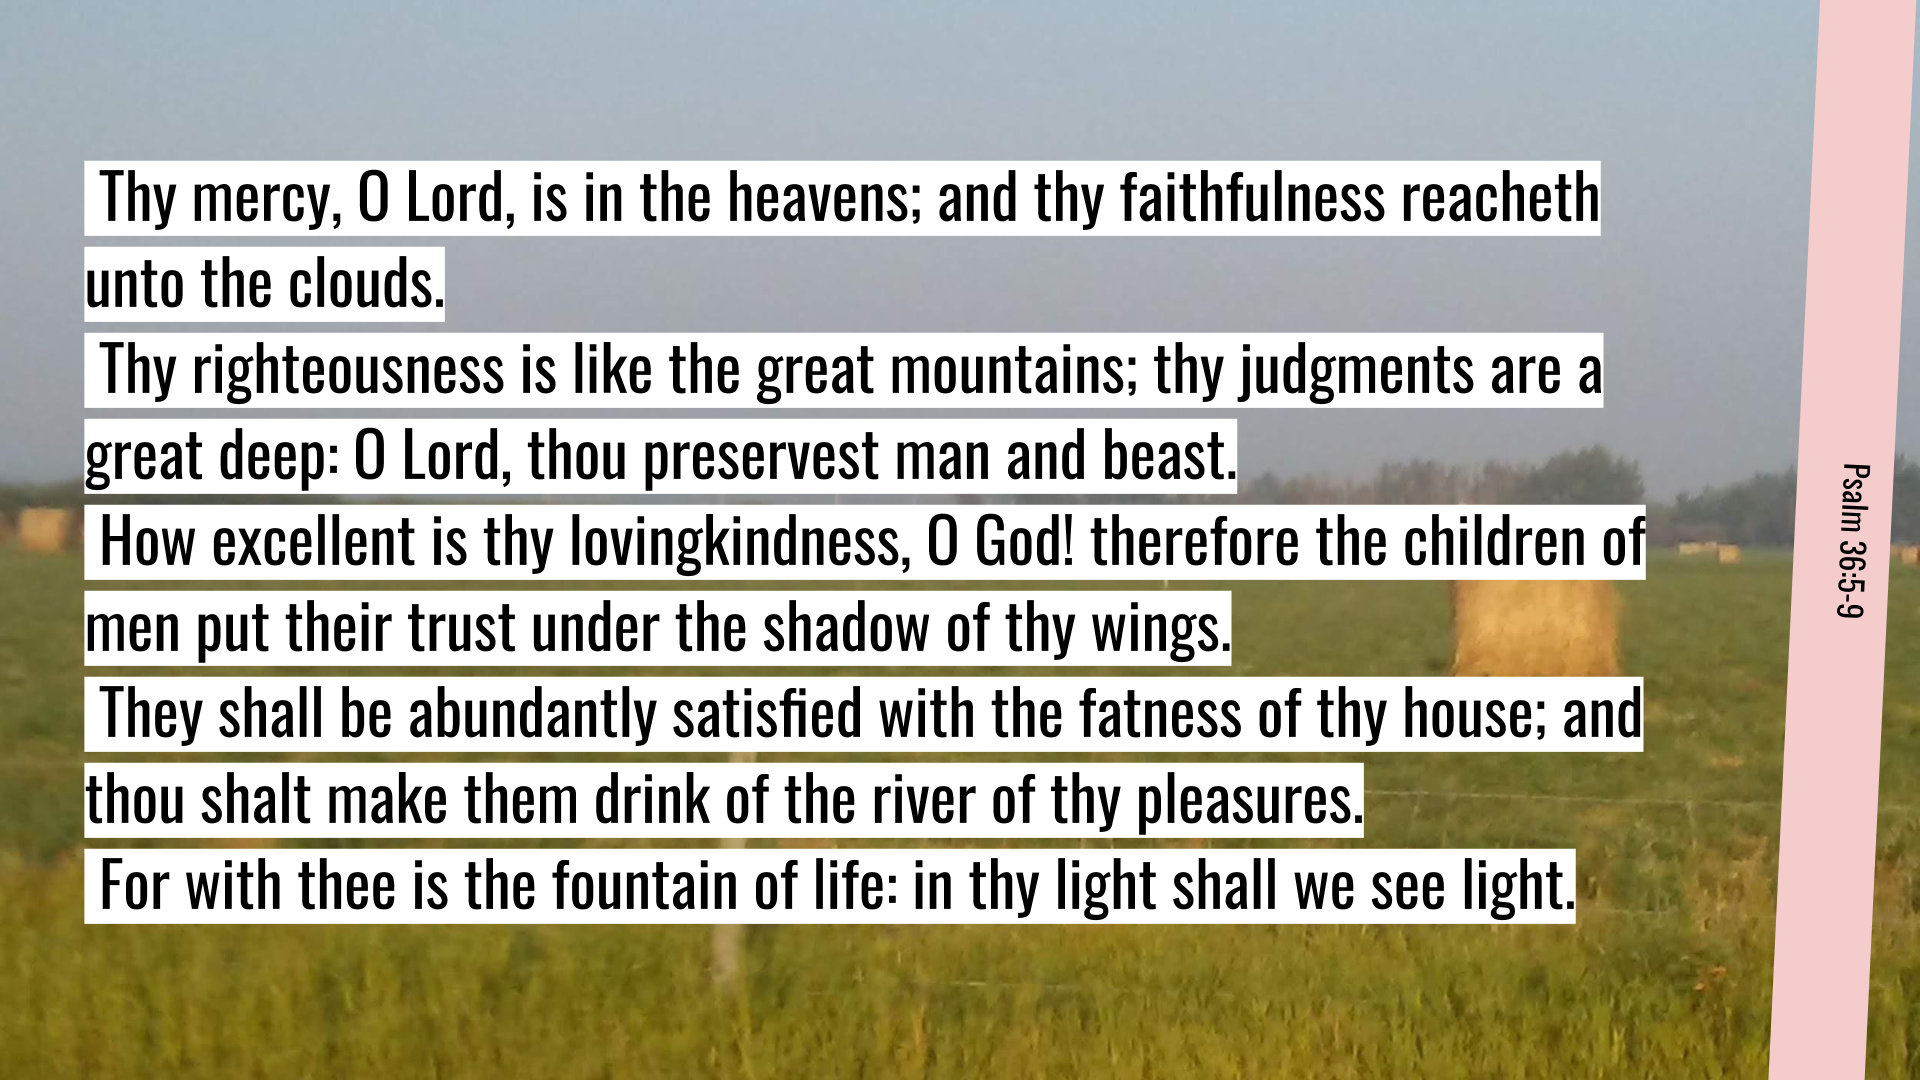 Thy mercy, O Lord, is in the heavens; and thy faithfulness reacheth
unto the clouds.
Thy righteousness is like the great mountains; thy judgments are a
great deep: O Lord, thou preservest man and beast.
How excellent is thy lovingkindness, O God! therefore the children of
men put their trust under the shadow of thy wings.
They shall be abundantly satisfied with the fatness of thy house; and
thou shalt make them drink of the river of thy pleasures.
For with thee is the fountain of life: in thy light shall we see light.
Psalm 36:5-9